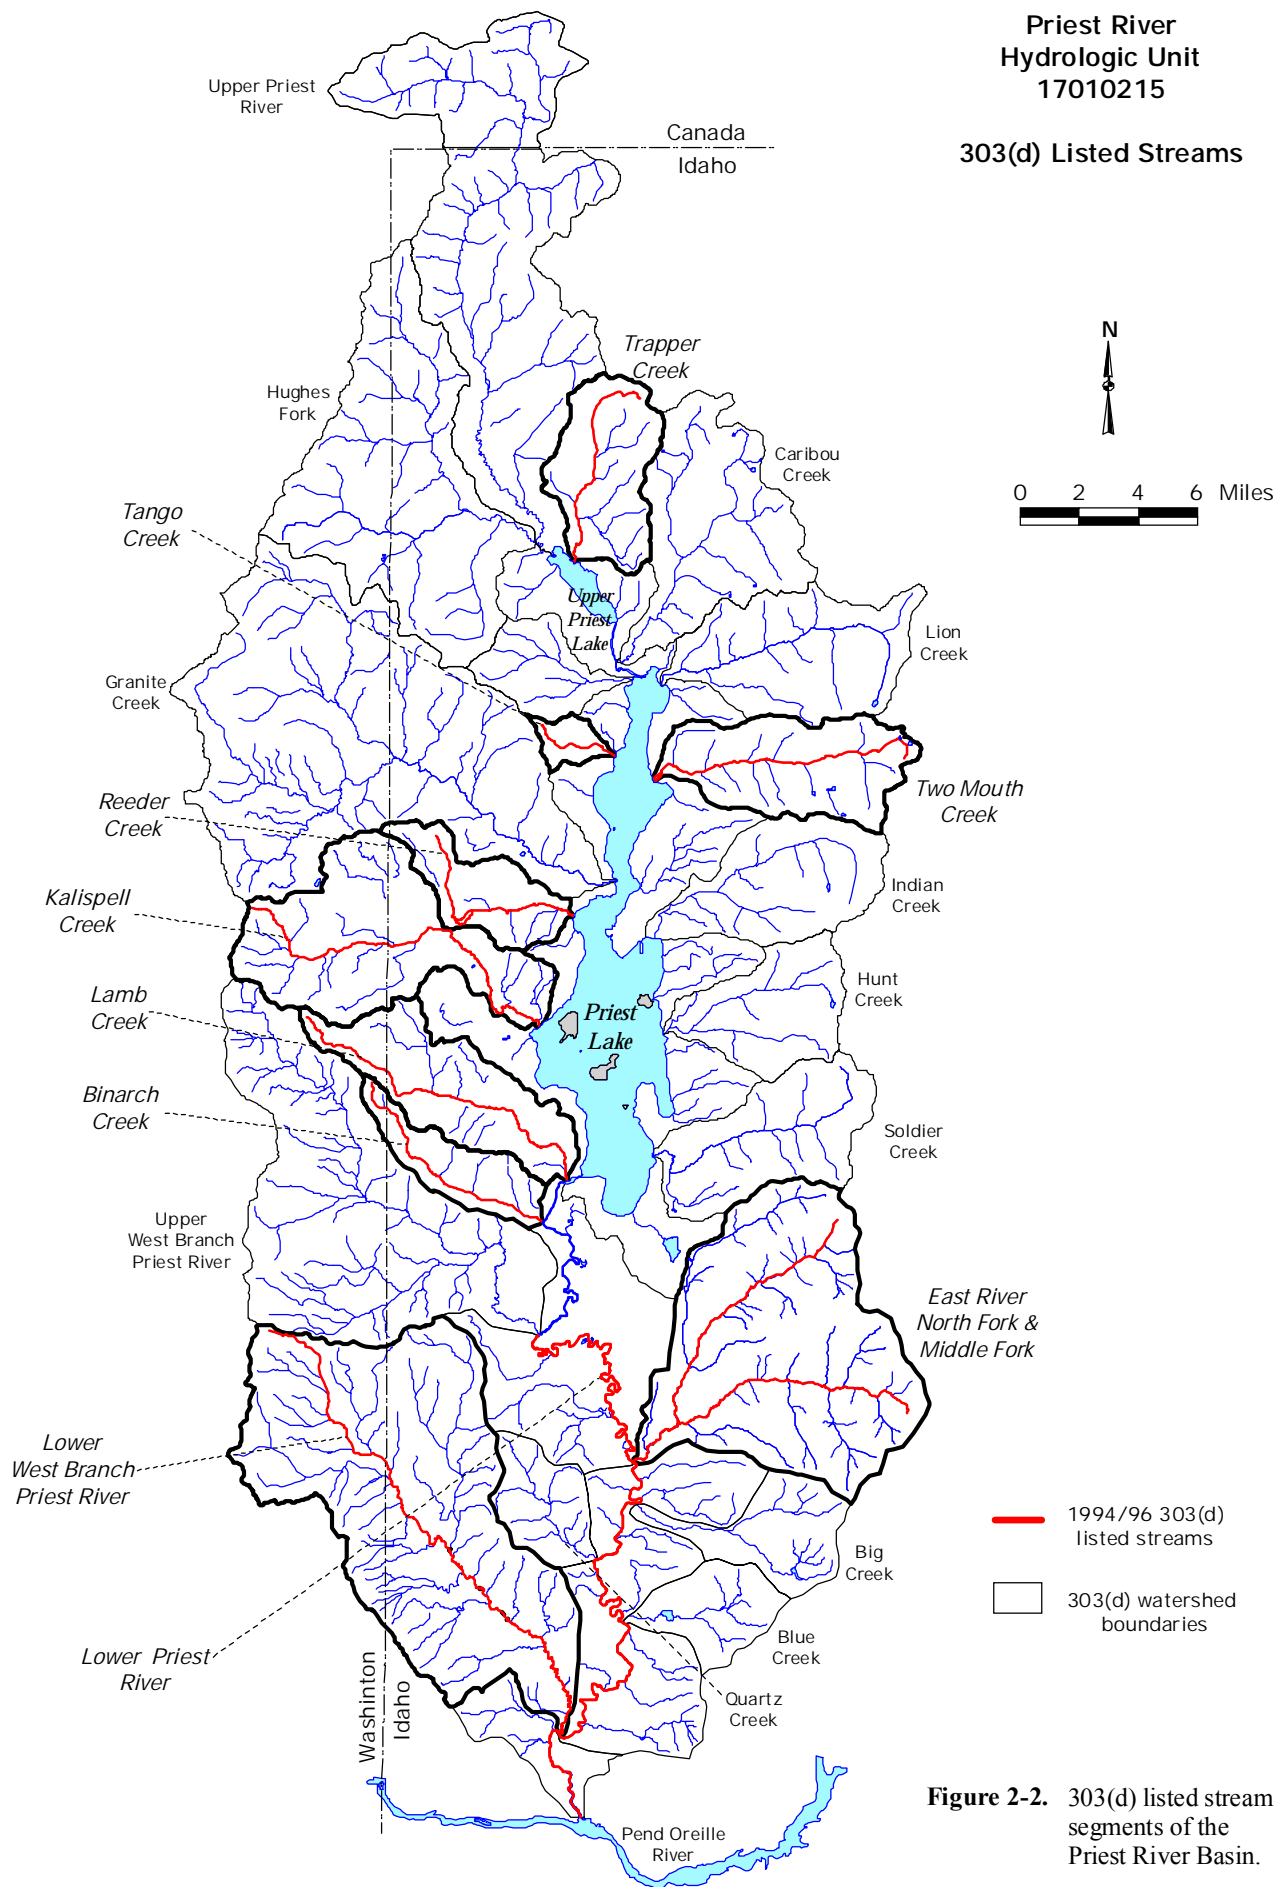 Priest River
Hydrologic Unit
17010215
303(d) Listed Streams
Upper Priest
River
Canada
Idaho
N
Trapper
Creek
Hughes
Fork
Caribou
Creek
0 2 4 6 Miles
Tango
Creek
Upper
Priest
Lake
Lion
Creek
Granite
Creek
Two Mouth
Creek
Reeder
Creek
Kalispell
Creek
Indian
Creek
Hunt
Creek
Lamb
Creek
Priest
Lake
Binarch
Creek
Soldier
Creek
Upper
West Branch
Priest River
East River
North Fork &
Middle Fork
Lower
West Branch
Priest River
1994/96 303(d)
listed streams
Big
Creek
303(d) watershed
boundaries
Blue
Creek
Lower Priest
River
Washinton
Idaho
Quartz
Creek
Pend Oreille
River
Figure 2-2. 303(d) listed stream
segments of the
Priest River Basin.